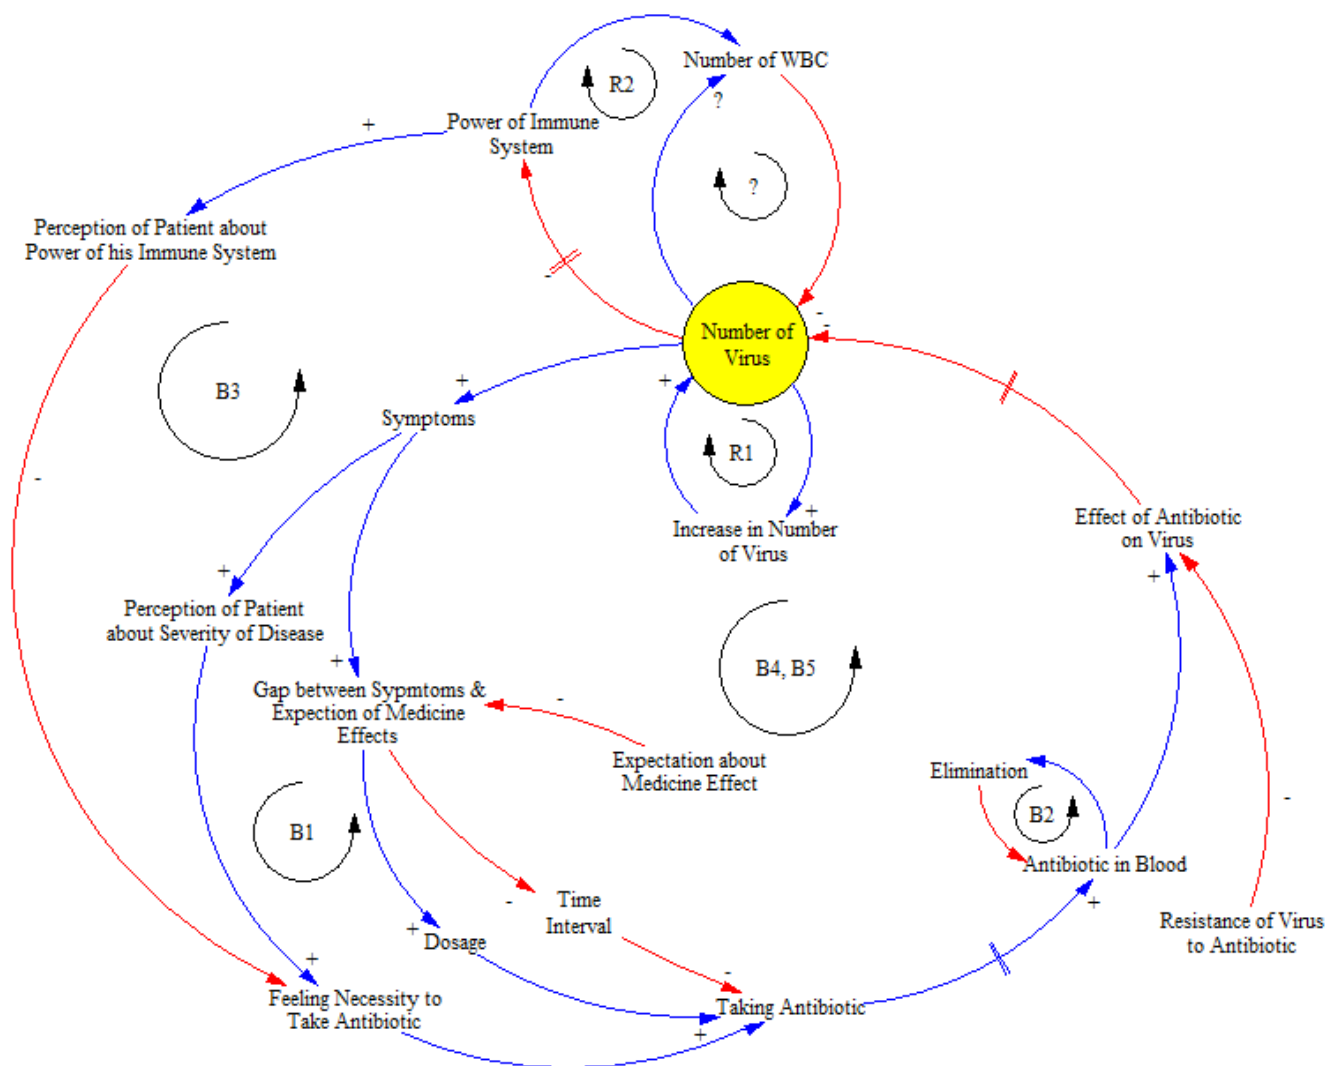 Number of WBC
R2
?
+
Power of Immune
System
?
Perception of Patient about
Power of his Immune System
-
-
-
Number of
Virus
B3
+
+
Symptoms
R1
-
+
Increase in Number
of Virus
Effect of Antibiotic
on Virus
+
+
Perception of Patient
about Severity of Disease
B4, B5
+
Gap between Sypmtoms &
Expection of Medicine
Effects
-
Expectation about
Medicine Effect
Elimination
-
B2
B1
Antibiotic in Blood
-
Time
Interval
+
Resistance of Virus
to Antibiotic
+
Dosage
+
-
Feeling Necessity to
Take Antibiotic
Taking Antibiotic
+